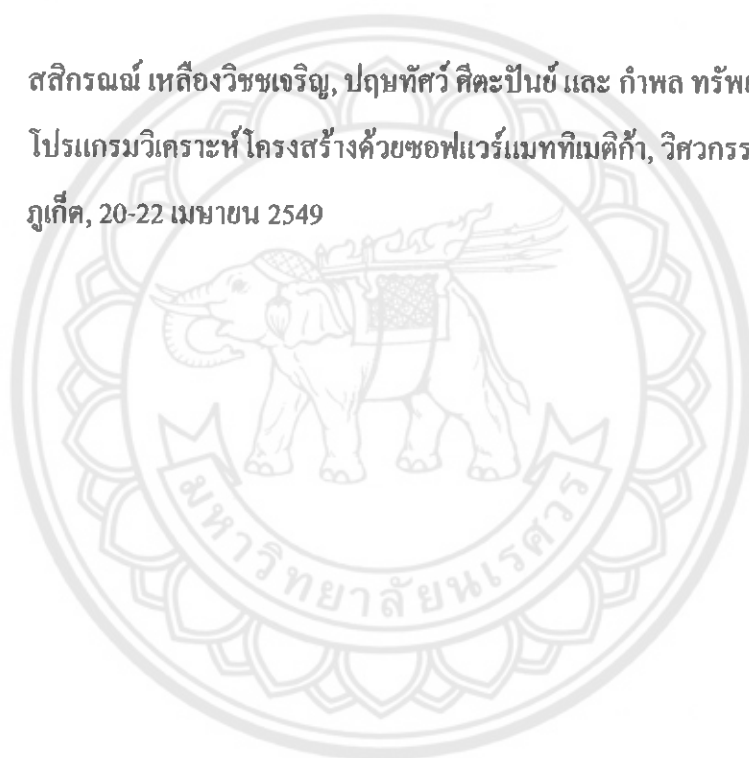 สสิกรณณ์ เหลืองวิชชเจริญ, ปฤษทัศว์ ศีตะปันย์ และ กำพล ทรัพย
โปรแกรมวิเคราะห์โครงสร้างด้วยซอฟแวร์แมททิเมติก้า, วิศวกรร
ภูเก็ต, 20-22 เมษายน 2549
มหาวิทยาลัยนเรศวร